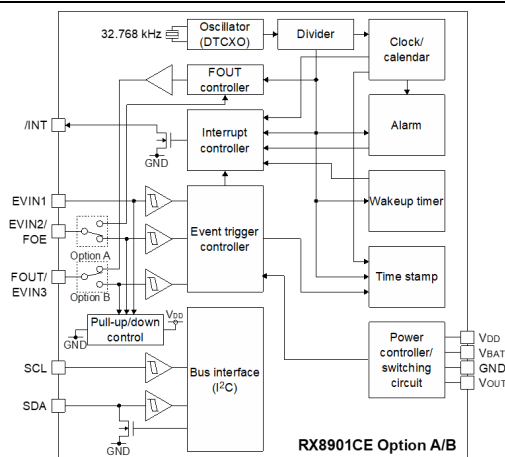 32.768 kHz
Oscillator
(DTCXO)
Divider
Clock/
calendar
FOUT
controller
/INT
GND
Interrupt
controller
Alarm
EVIN1
EVIN2/
FOE
Option A
Event trigger
controller
Wakeup timer
FOUT/
EVIN3
Option B
Time stamp
Pull-up/down
control
VDD
GND
SCL
SDA
GND
Bus interface
(I²C)
Power
controller/
switching
circuit
VDD
VBAT
GND
VOUT
RX8901CE Option A/B